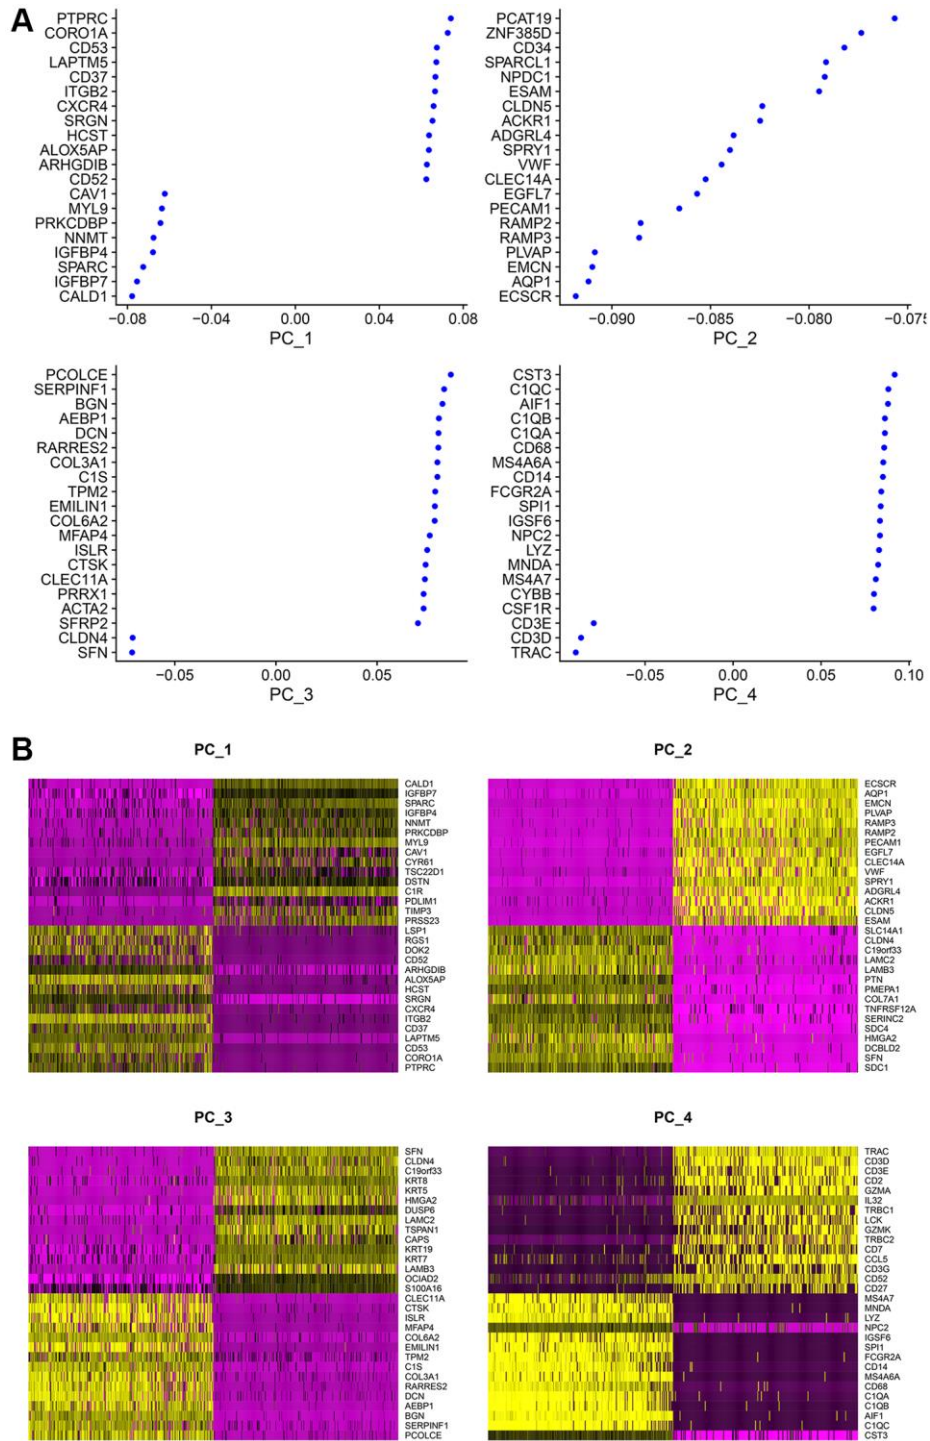 A
PTPRC
CORO1A
CD53
LAPTM5
CD37
ITGB2
CXCR4
SRGN
HCST
ALOX5AP
ARHGDIB
CD52
CAV1
MYL9
PRKCDBP
NNMT
IGFBP4
SPARC
IGFBP7
CALD1
−0.08 −0.04 0.00 0.04 0.08
PC_1
PCAT19
ZNF385D
CD34
SPARCL1
NPDC1
ESAM
CLDN5
ACKR1
ADGRL4
SPRY1
VWF
CLEC14A
EGFL7
PECAM1
RAMP2
RAMP3
PLVAP
EMCN
AQP1
ECSCR
−0.090 −0.085 −0.080 −0.075
PC_2
PCOLCE
SERPINF1
BGN
AEBP1
DCN
RARRES2
COL3A1
C1S
TPM2
EMILIN1
COL6A2
MFAP4
ISLR
CTSK
CLEC11A
PRRX1
ACTA2
SFRP2
CLDN4
SFN
−0.05 0.00 0.05
PC_3
CST3
C1QC
AIF1
C1QB
C1QA
CD68
MS4A6A
CD14
FCGR2A
SPI1
IGSF6
NPC2
LYZ
MNDA
MS4A7
CYBB
CSF1R
CD3E
CD3D
TRAC
−0.05 0.00 0.05 0.10
PC_4
B
PC_1
CALD1
IGFBP7
SPARC
IGFBP4
NNMT
PRKCDBP
MYL9
CAV1
CYR61
TSC22D1
DSTN
C1R
PDLIM1
TIMP3
PRSS23
LSP1
RGS1
DOK2
CD52
ARHGDIB
ALOX5AP
HCST
SRGN
CXCR4
ITGB2
CD37
LAPTM5
CD53
CORO1A
PTPRC
PC_2
ECSCR
AQP1
EMCN
PLVAP
RAMP3
RAMP2
PECAM1
EGFL7
CLEC14A
VWF
SPRY1
ADGRL4
ACKR1
CLDN5
ESAM
SLC14A1
CLDN4
C19orf33
LAMC2
LAMB3
PTN
PMEPA1
COL7A1
TNFRSF12A
SERINC2
SDC4
HMGA2
DCBLD2
SFN
SDC1
PC_3
SFN
CLDN4
C19orf33
KRT8
KRT5
HMGA2
DUSP6
LAMC2
TSPAN1
CAPS
KRT19
KRT7
LAMB3
OCIAD2
S100A16
CLEC11A
CTSK
ISLR
MFAP4
COL6A2
EMILIN1
TPM2
C1S
COL3A1
RARRES2
DCN
AEBP1
BGN
SERPINF1
PCOLCE
PC_4
TRAC
CD3D
CD3E
CD2
GZMA
IL32
TRBC1
LCK
GZMK
TRBC2
CD7
CCL5
CD3G
CD52
CD27
MS4A7
MNDA
LYZ
NPC2
IGSF6
SPI1
FCGR2A
CD14
MS4A6A
CD68
C1QA
C1QB
AIF1
C1QC
CST3